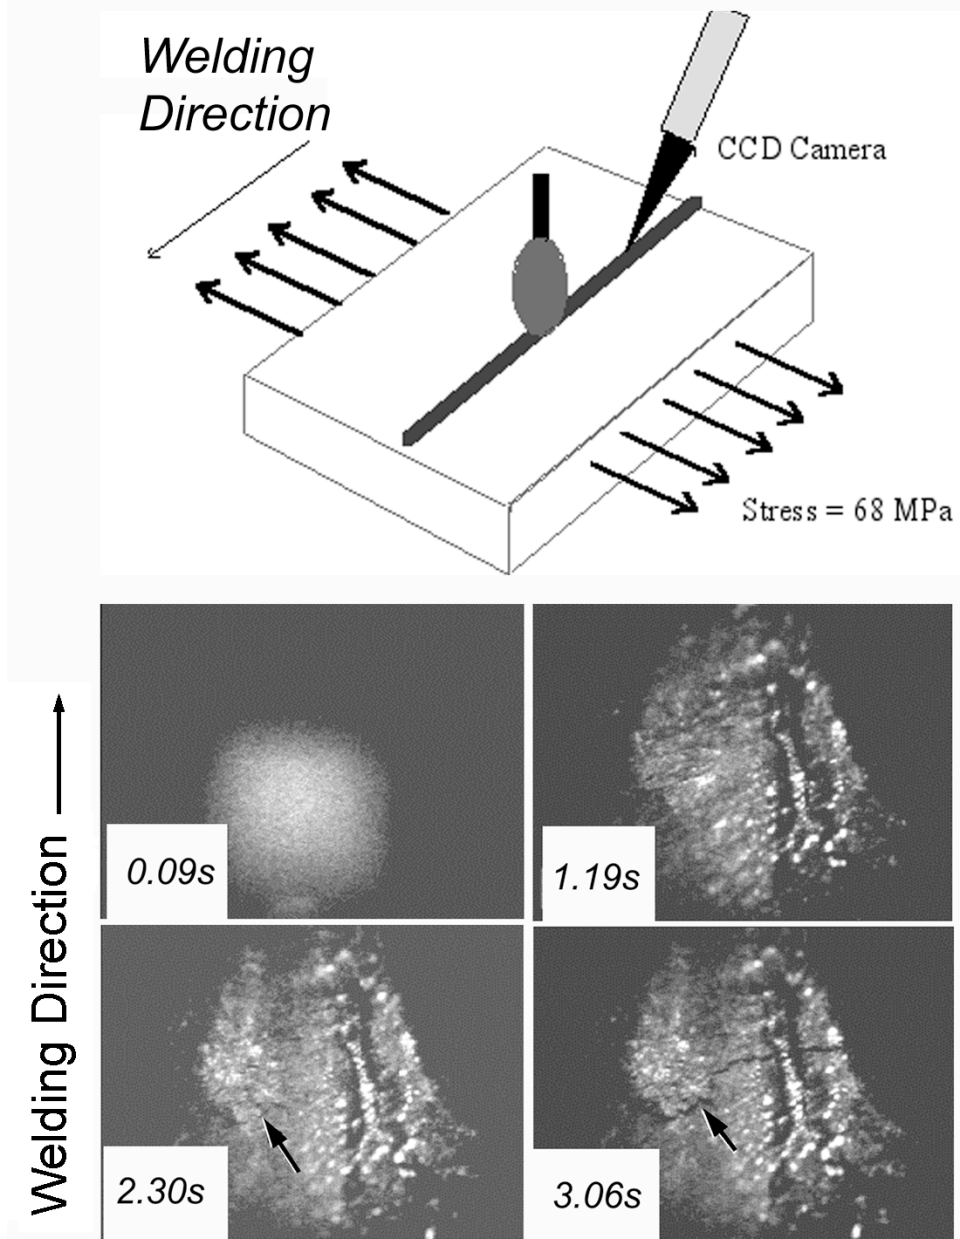 Welding
Direction
CCD Camera
Stress = 68 MPa
Welding Direction
0.09s
1.19s
2.30s
3.06s